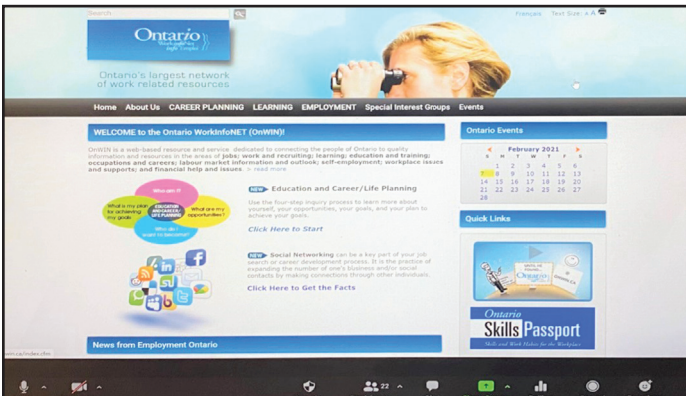 Search
Français Text Size: A A
Ontario
WorkInfoNet
Info Emploi
Ontario's largest network
of work related resources
Home About Us CAREER PLANNING LEARNING EMPLOYMENT Special Interest Groups Events
WELCOME to the Ontario WorkInfoNET (OnWIN)!
OnWIN is a web-based resource and service dedicated to connecting the people of Ontario to quality
information and resources in the areas of jobs; work and recruiting; learning; education and training;
occupations and careers; labour market information and outlook; self-employment; workplace issues
and supports; and financial help and issues. > read more
Who am I?
What is my plan
for achieving
my goals
EDUCATION
AND CAREER/
LIFE PLANNING
What are my
opportunities?
Who do I
want to become?
NEW Education and Career/Life Planning
Use the four-step inquiry process to learn more about
yourself, your opportunities, your goals, and your plan to
achieve your goals.
Click Here to Start
NEW Social Networking can be a key part of your job
search or career development process. It is the practice of
expanding the number of one's business and/or social
contacts by making connections through other individuals.
Click Here to Get the Facts
News from Employment Ontario
Ontario Events
February 2021
S M T W T F S
1 2 3 4 5 6
7 8 9 10 11 12 13
14 15 16 17 18 19 20
21 22 23 24 25 26 27
28
Quick Links
Ontario
Skills Passport
Skills and Work Habits for the Workplace
22